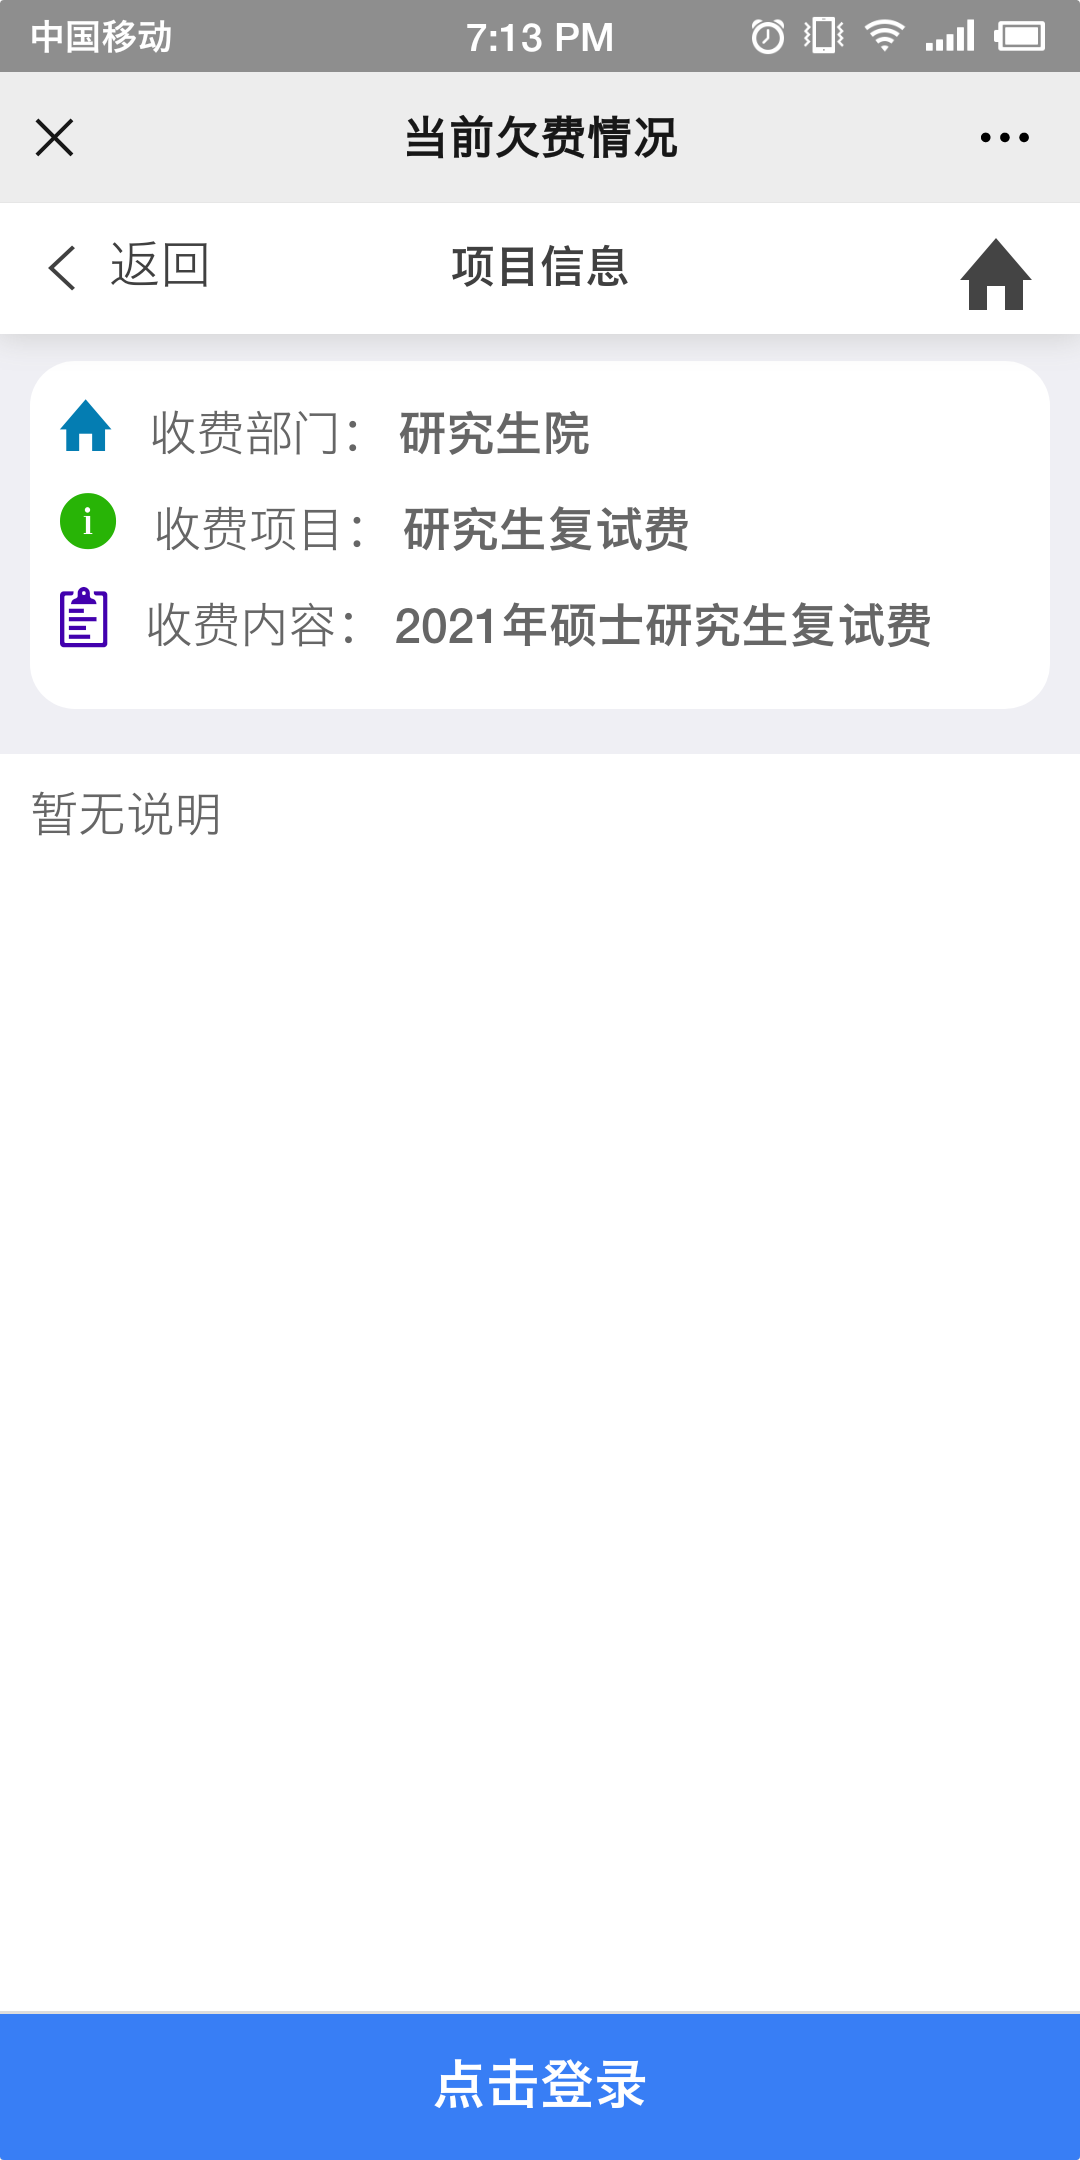 中国移动 7:13 PM
当前欠费情况
返回 项目信息
收费部门： 研究生院
i 收费项目： 研究生复试费
收费内容： 2021年硕士研究生复试费
暂无说明
点击登录